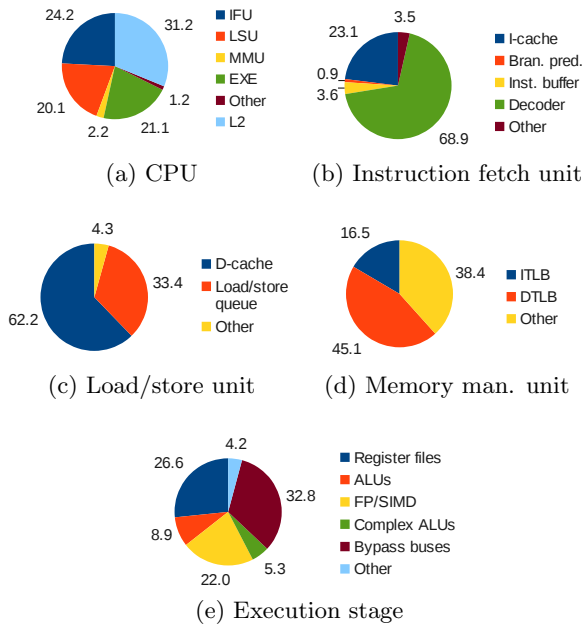 24.2
31.2
20.1
2.2
21.1
1.2
IFU
LSU
MMU
EXE
Other
L2
(a) CPU
23.1
3.5
0.9
3.6
68.9
I-cache
Bran. pred.
Inst. buffer
Decoder
Other
(b) Instruction fetch unit
4.3
33.4
62.2
D-cache
Load/store
queue
Other
(c) Load/store unit
16.5
38.4
45.1
ITLB
DTLB
Other
(d) Memory man. unit
26.6
4.2
32.8
8.9
22.0
5.3
Register files
ALUs
FP/SIMD
Complex ALUs
Bypass buses
Other
(e) Execution stage